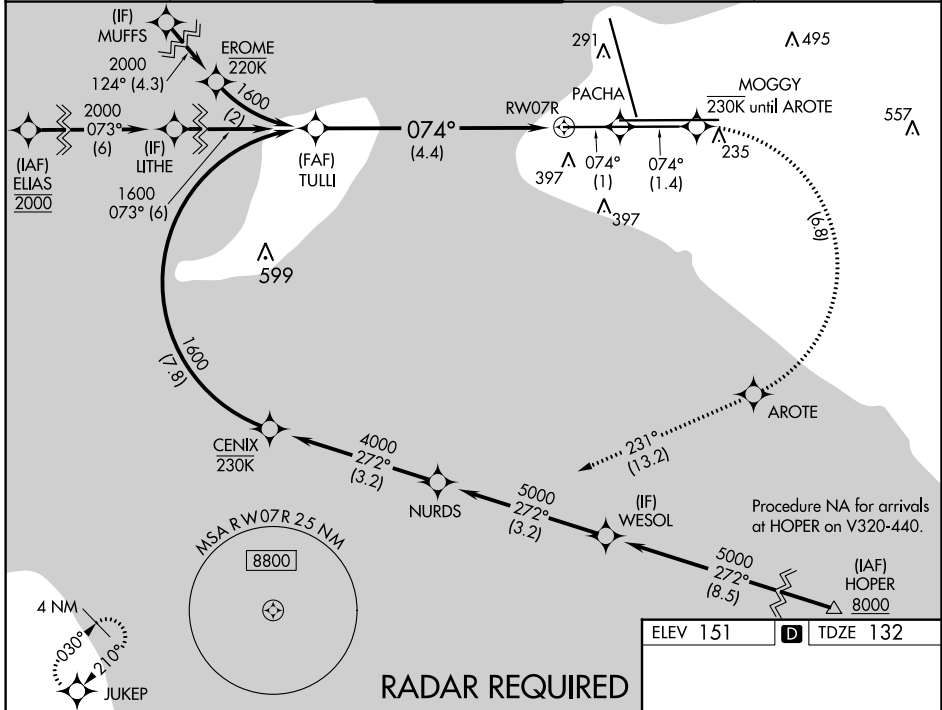 (IF)
MUFFS
2000
124° (4.3)
EROME
220K
1600
(2)
2000
073°
(6)
(IAF)
ELIAS
2000
(IF)
LITHE
1600
073° (6)
(FAF)
TULLI
074°
(4.4)
RW07R
PACHA
291
495
MOGGY
230K until AROTE
557
235
397
074°
(1)
074°
(1.4)
397
(6.8)
599
1600
(7.8)
AROTE
231°
(13.2)
CENIX
230K
4000
272°
(3.2)
NURDS
5000
272°
(3.2)
(IF)
WESOL
Procedure NA for arrivals
at HOPER on V320-440.
5000
272°
(8.5)
(IAF)
HOPER
8000
MSA RW07R 25 NM
8800
4 NM
030°
210°
JUKEP
RADAR REQUIRED
ELEV 151 D TDZE 132